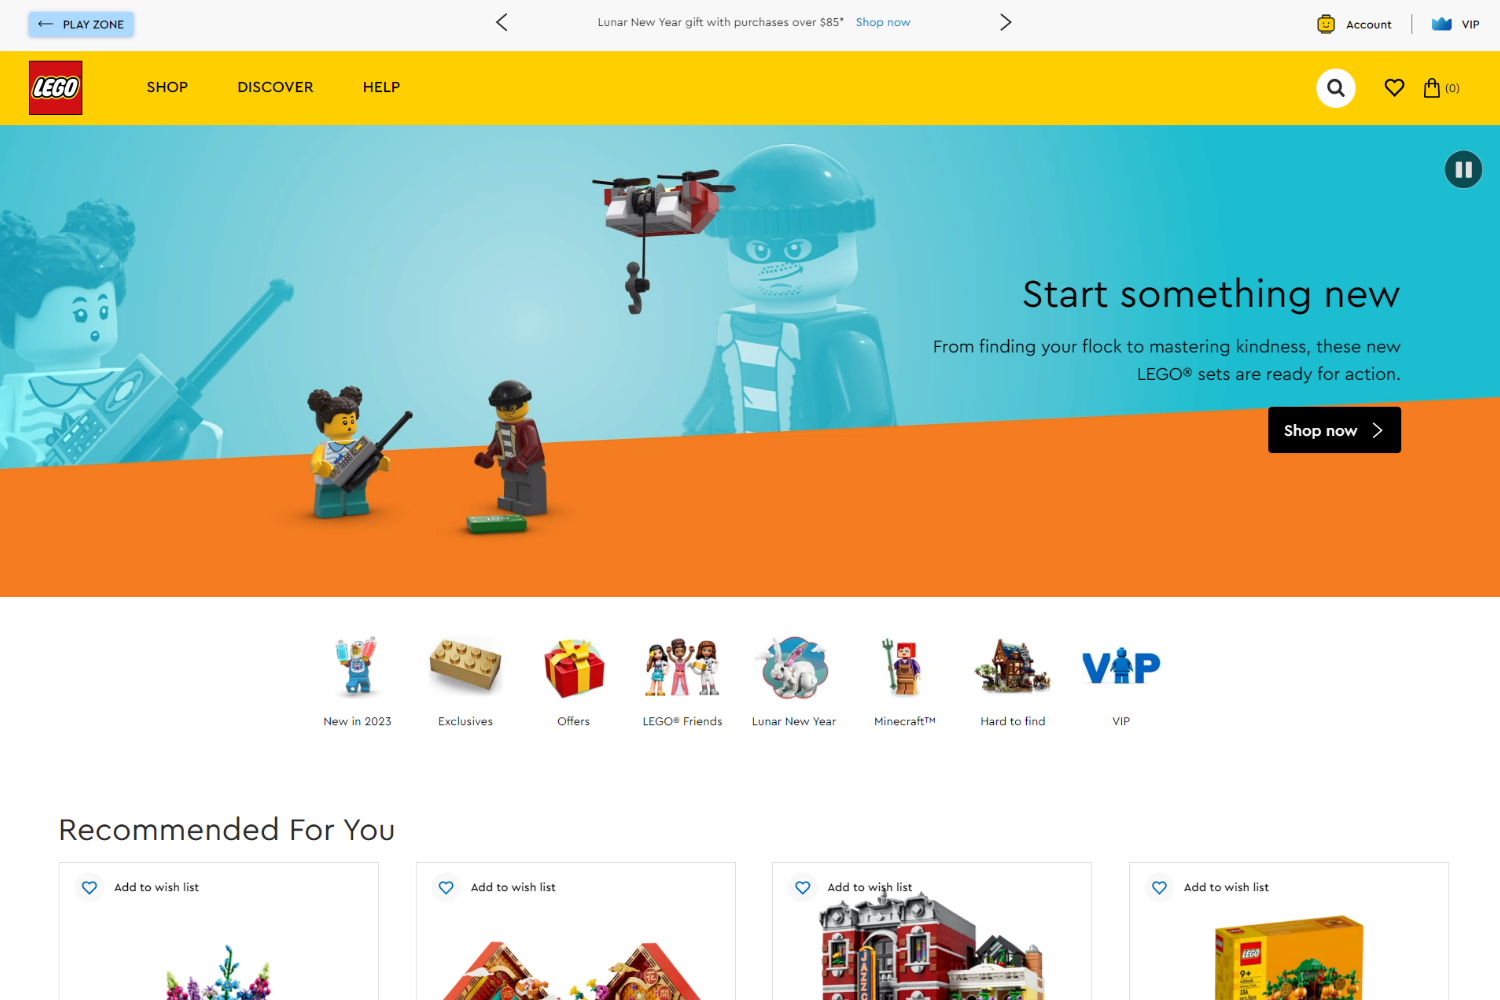 PLAY ZONE
Lunar New Year gift with purchases over $85* Shop now
Account
VIP
LEGO
SHOP
DISCOVER
HELP
(0)
Start something new
From finding your flock to mastering kindness, these new
LEGO® sets are ready for action.
Shop now
100
New in 2023
Exclusives
Offers
LEGO® Friends
Lunar New Year
Minecraft™
Hard to find
VIP
VIP
Recommended For You
Add to wish list
Add to wish list
Add to wish list
Add to wish list
JAZZ
LEGO
9+